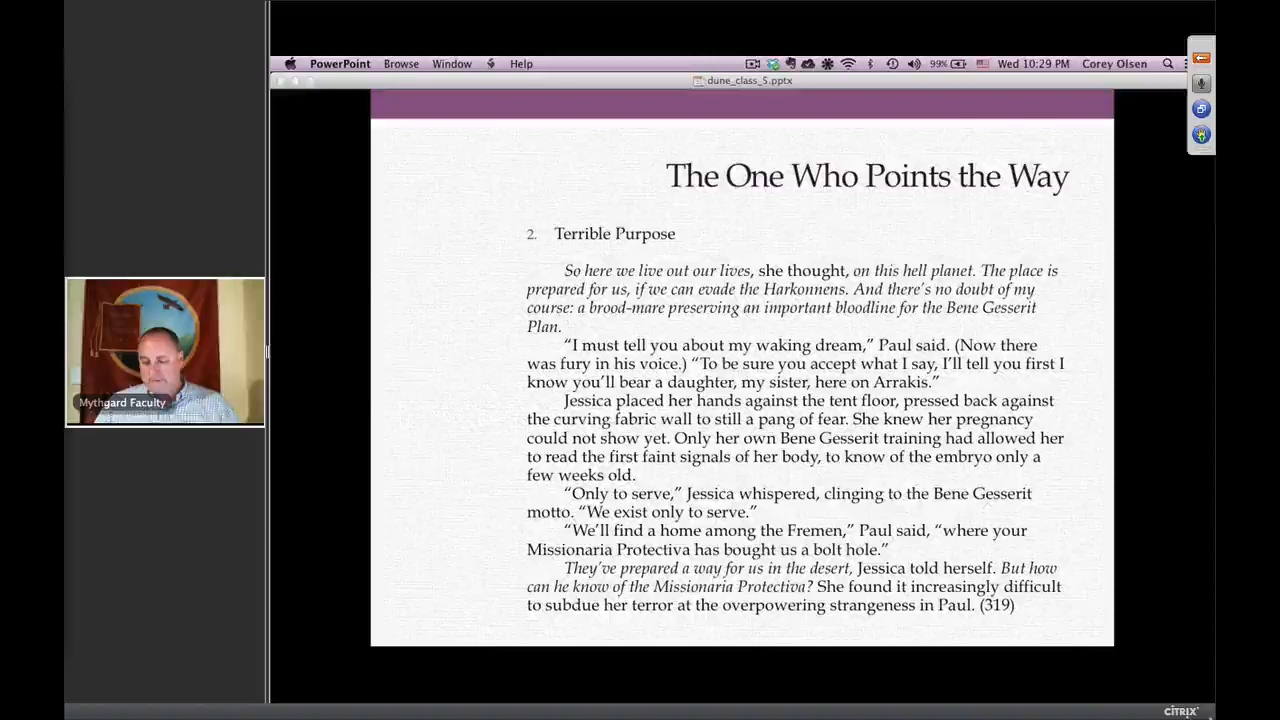 PowerPoint Browse Window Help 99% Wed 10:29 PM Corey Olsen
dune_class_5.pptx
The One Who Points the Way
2. Terrible Purpose
So here we live out our lives, she thought, on this hell planet. The place is
prepared for us, if we can evade the Harkonnens. And there's no doubt of my
course: a brood-mare preserving an important bloodline for the Bene Gesserit
Plan.
“I must tell you about my waking dream,” Paul said. (Now there
was fury in his voice.) “To be sure you accept what I say, I’ll tell you first I
know you’ll bear a daughter, my sister, here on Arrakis.”
Jessica placed her hands against the tent floor, pressed back against
the curving fabric wall to still a pang of fear. She knew her pregnancy
could not show yet. Only her own Bene Gesserit training had allowed her
to read the first faint signals of her body, to know of the embryo only a
few weeks old.
“Only to serve,” Jessica whispered, clinging to the Bene Gesserit
motto. “We exist only to serve.”
“We’ll find a home among the Fremen,” Paul said, “where your
Missionaria Protectiva has bought us a bolt hole.”
They’ve prepared a way for us in the desert, Jessica told herself. But how
can he know of the Missionaria Protectiva? She found it increasingly difficult
to subdue her terror at the overpowering strangeness in Paul. (319)
Mythgard Faculty
CITRIX